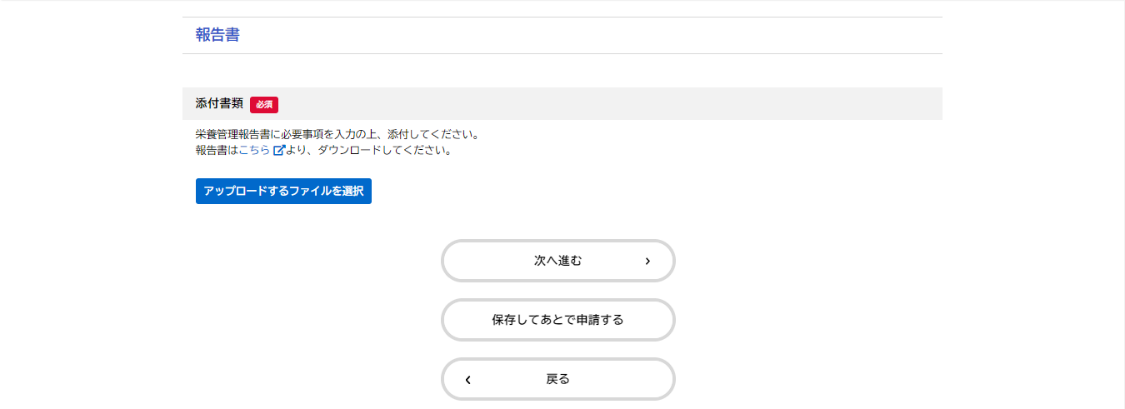 報告書
添付書類 必須
栄養管理報告書に必要事項を入力の上、添付してください。
報告書はこちらより、ダウンロードしてください。
アップロードするファイルを選択
次へ進む
保存してあとで申請する
戻る